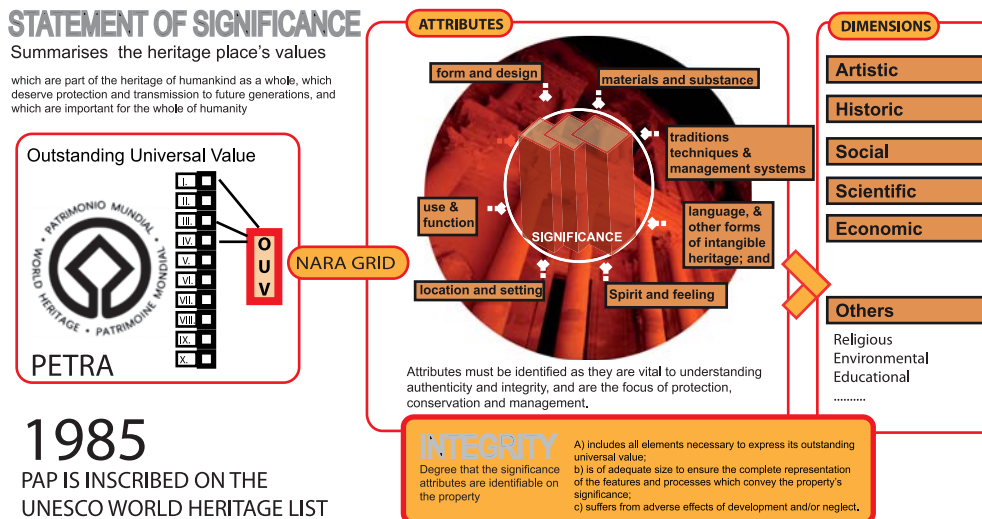 STATEMENT OF SIGNIFICANCE
Summarises the heritage place's values
which are part of the heritage of humankind as a whole, which
deserve protection and transmission to future generations, and
which are important for the whole of humanity
Outstanding Universal Value
I.
II.
III.
IV.
V.
VI.
VII.
VIII.
IX.
X.
O
U
V
PATRIMONIO MUNDIAL • WORLD HERITAGE • PATRIMOINE MONDIAL •
PETRA
1985
PAP IS INSCRIBED ON THE
UNESCO WORLD HERITAGE LIST
NARA GRID
ATTRIBUTES
form and design
materials and substance
traditions
techniques &
management systems
use &
function
language, &
other forms
of intangible
heritage; and
SIGNIFICANCE
location and setting
Spirit and feeling
Attributes must be identified as they are vital to understanding
authenticity and integrity, and are the focus of protection,
conservation and management.
INTEGRITY
Degree that the significance
attributes are identifiable on
the property
A) includes all elements necessary to express its outstanding
universal value;
b) is of adequate size to ensure the complete representation
of the features and processes which convey the property's
significance;
c) suffers from adverse effects of development and/or neglect.
DIMENSIONS
Artistic
Historic
Social
Scientific
Economic
Others
Religious
Environmental
Educational
..........